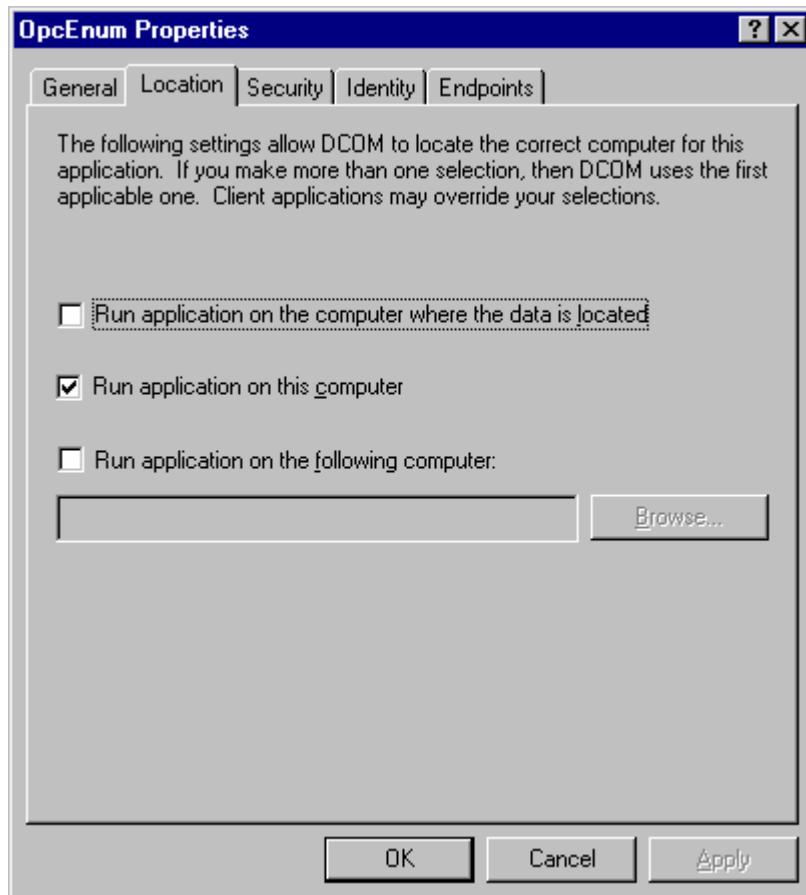 OpcEnum Properties
General Location Security Identity Endpoints
The following settings allow DCOM to locate the correct computer for this
application. If you make more than one selection, then DCOM uses the first
applicable one. Client applications may override your selections.
Run application on the computer where the data is located
Run application on this computer
Run application on the following computer:
Browse...
OK Cancel Apply